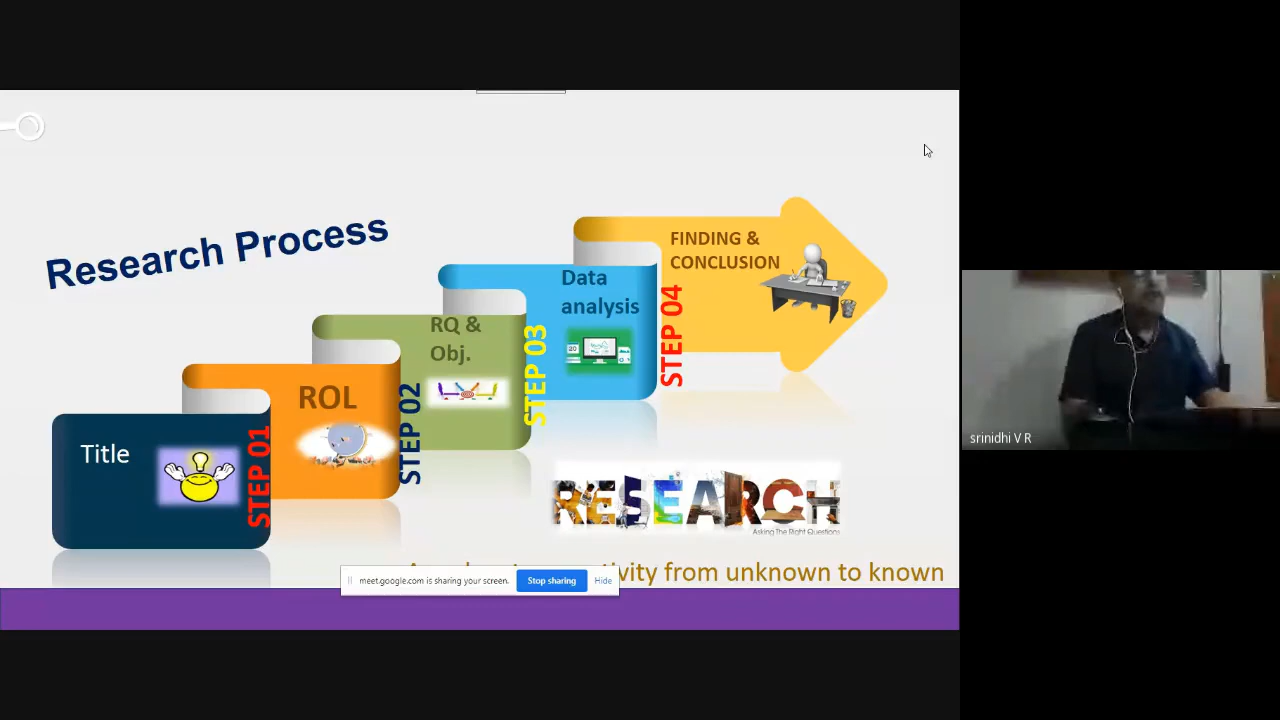 Research Process
Title
STEP 01
ROL
STEP 02
RQ &
Obj.
STEP 03
Data
analysis
STEP 04
FINDING &
CONCLUSION
RESEARCH
Asking The Right Questions
from unknown to known
meet.google.com is sharing your screen.
Stop sharing
Hide
srinidhi V R